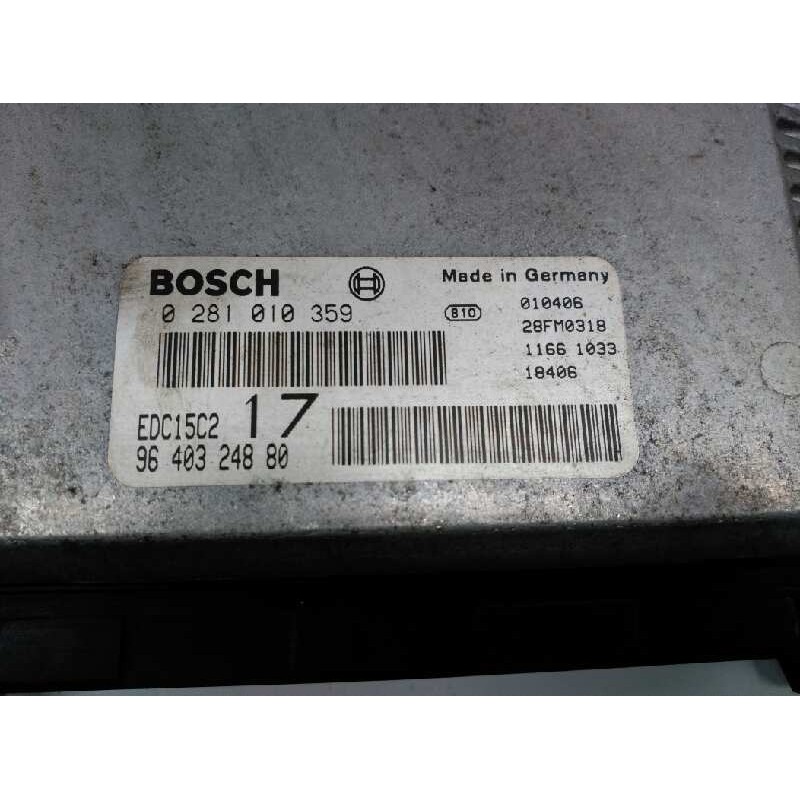 BOSCH
0 281 010 359
Made in Germany
B10
010406
28FM0318
1166 1033
18406
EDC15C2
17
96 403 248 80